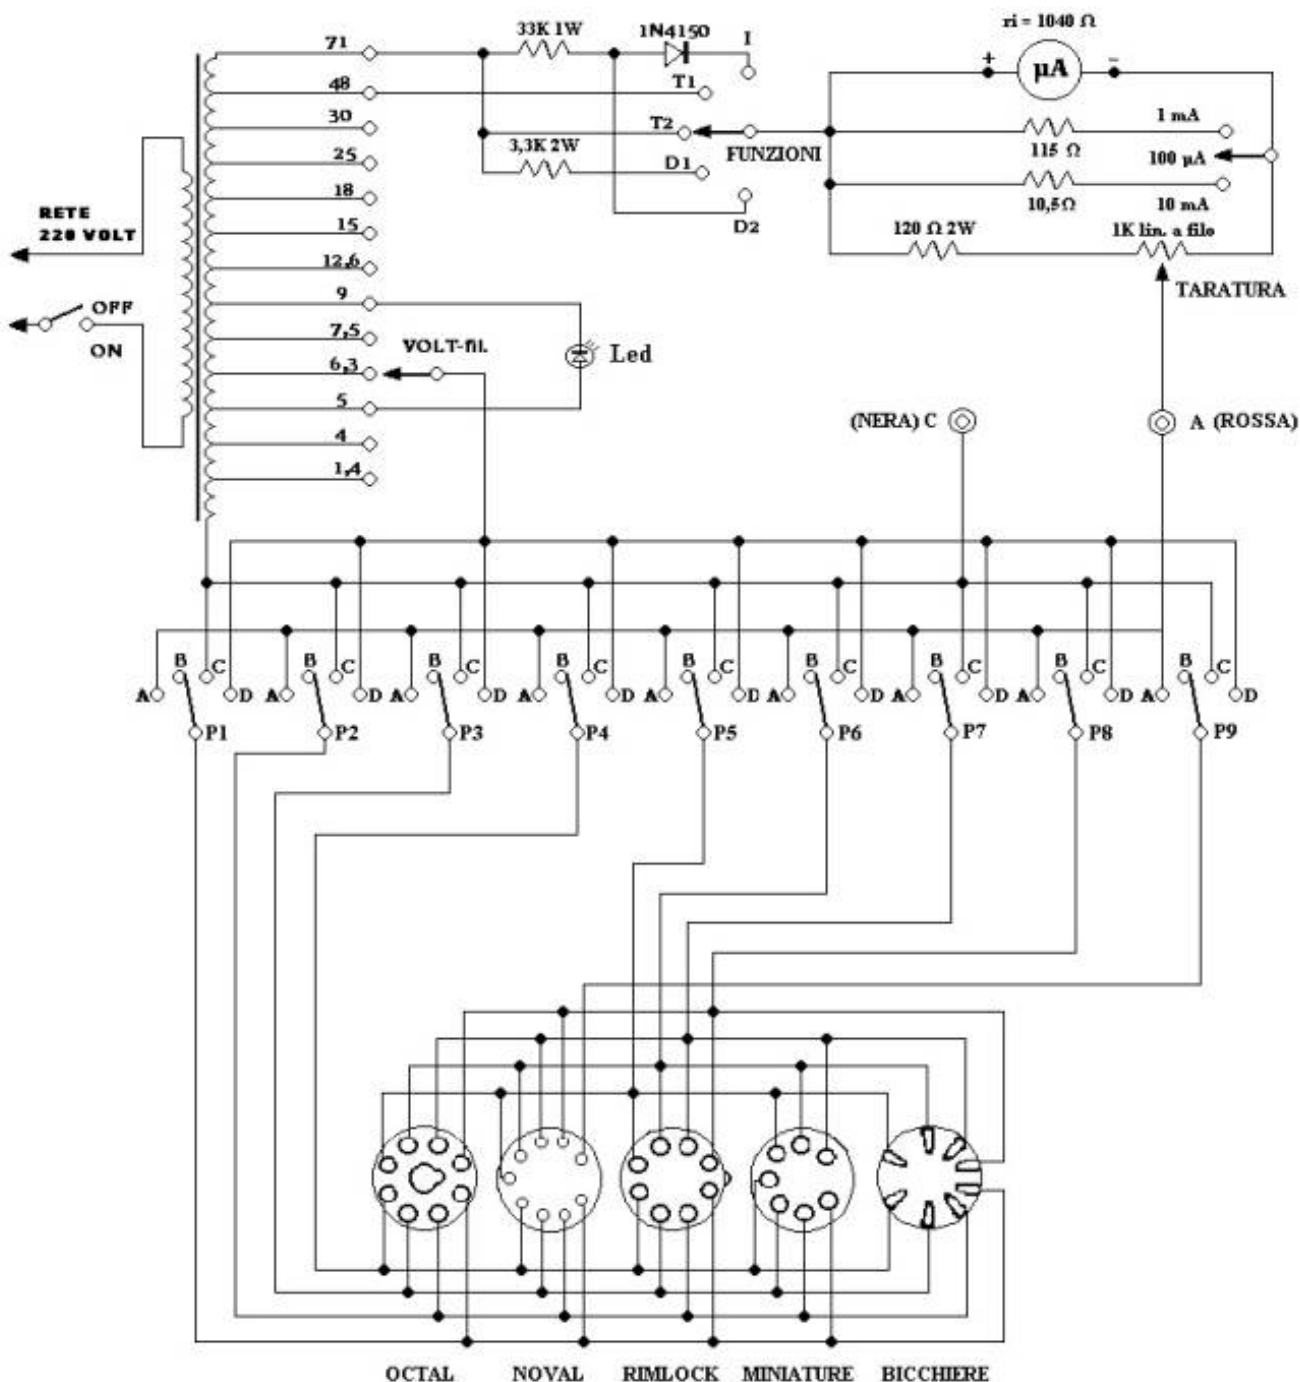 ri = 1040 Ω
33K 1W
1N4150
I
71
+
µA
−
48
T1
30
T2
1 mA
3,3K 2W
FUNZIONI
115 Ω
25
D1
100 µA
18
10,5Ω
10 mA
RETE
220 VOLT
15
D2
120 Ω 2W
1K lin. a filo
12,6
9
TARATURA
OFF
7,5
ON
VOLT-fil.
Led
6,3
5
(NERA) C
A (ROSSA)
4
1,4
B C B C B C B C B C B C B C B C B C
A D A D A D A D A D A D A D A D A D
P1 P2 P3 P4 P5 P6 P7 P8 P9
OCTAL NOVAL RIMLOCK MINIATURE BICCHIERE